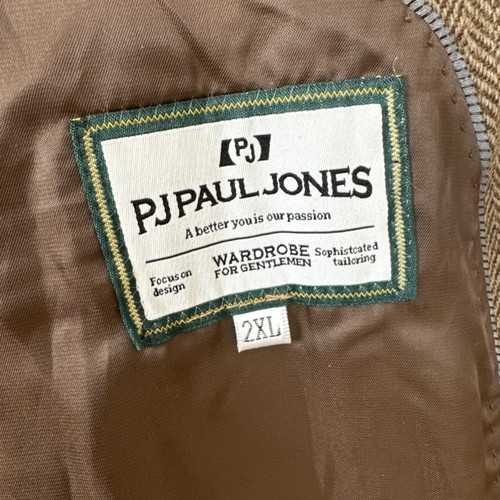 PJ
PJ PAUL JONES
A better you is our passion
Focus on
design
WARDROBE
FOR GENTLEMEN
Sophistcated
tailoring
2XL